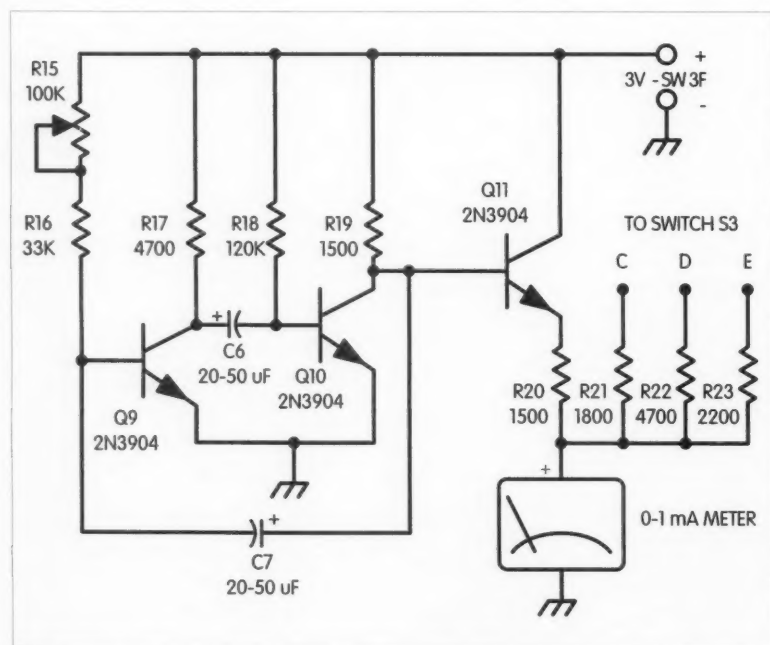 R15
100K
+
3V - SW 3F
-
R16
33K
R17
4700
R18
120K
R19
1500
Q11
2N3904
TO SWITCH S3
C D E
+
C6
20-50 uF
Q10
2N3904
Q9
2N3904
R20
1500
R21
1800
R22
4700
R23
2200
+
0-1 mA METER
+
C7
20-50 uF